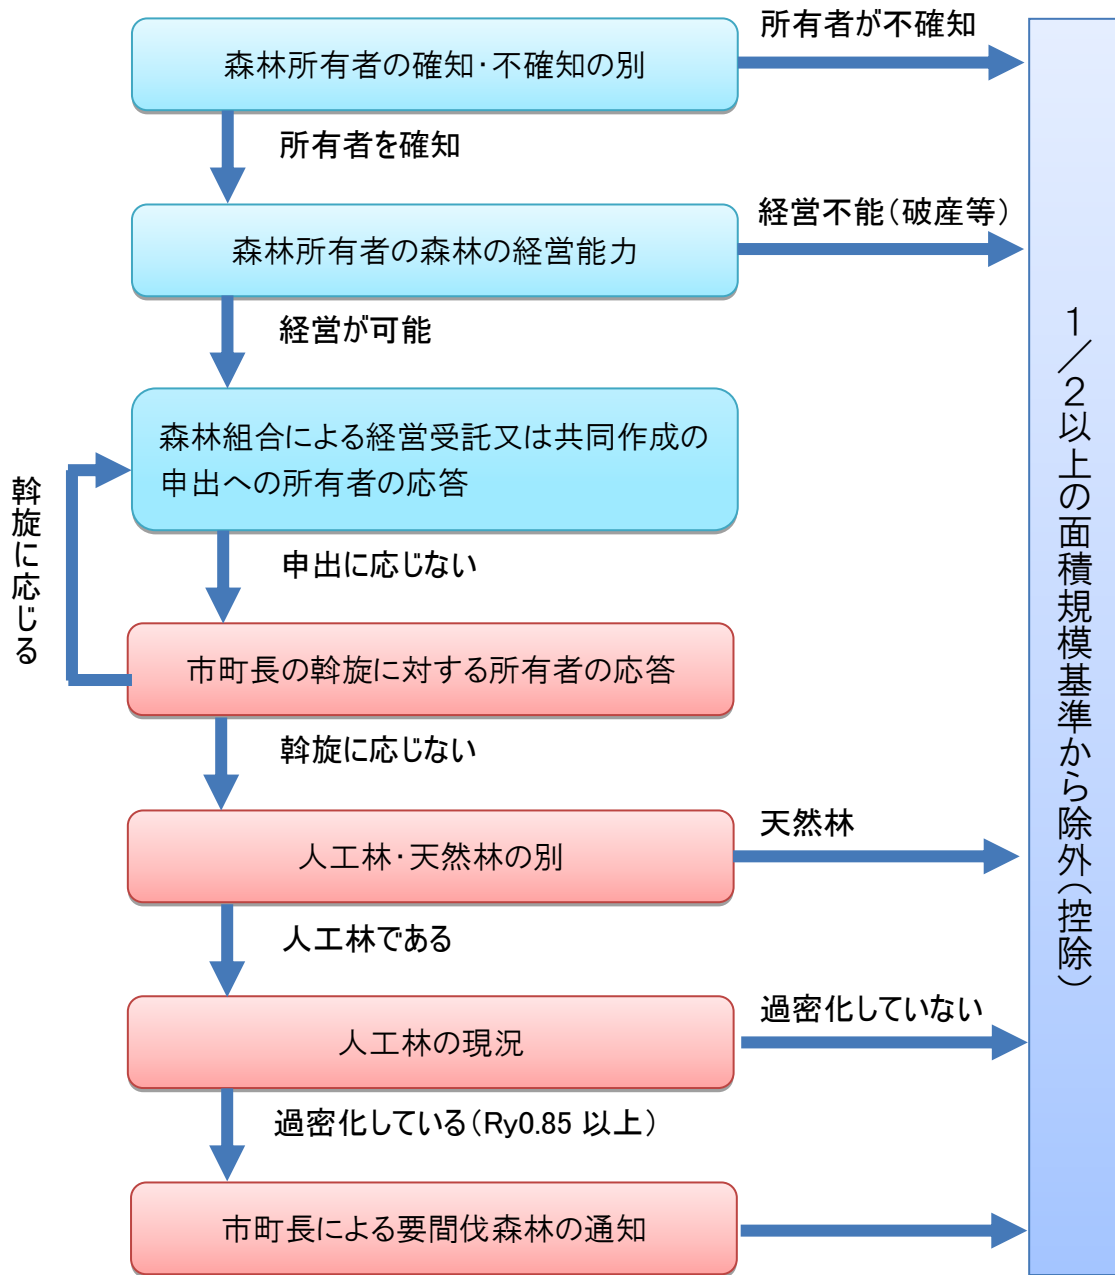 所有者が不確知
森林所有者の確知・不確知の別
所有者を確知
経営不能（破産等）
森林所有者の森林の経営能力
経営が可能
森林組合による経営受託又は共同作成の
申出への所有者の応答
申出に応じない
斡旋に応じる
市町長の斡旋に対する所有者の応答
斡旋に応じない
天然林
人工林・天然林の別
人工林である
過密化していない
人工林の現況
過密化している（Ry0.85 以上）
市町長による要間伐森林の通知
１／２以上の面積規模基準から除外（控除）